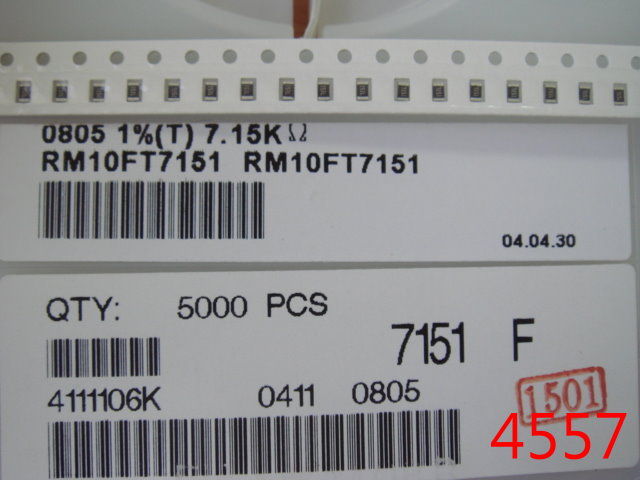 0805 1%(T) 7.15KΩ
RM10FT7151 RM10FT7151
04.04.30
QTY: 5000 PCS
7151 F
4111106K 0411 0805
1501
4557